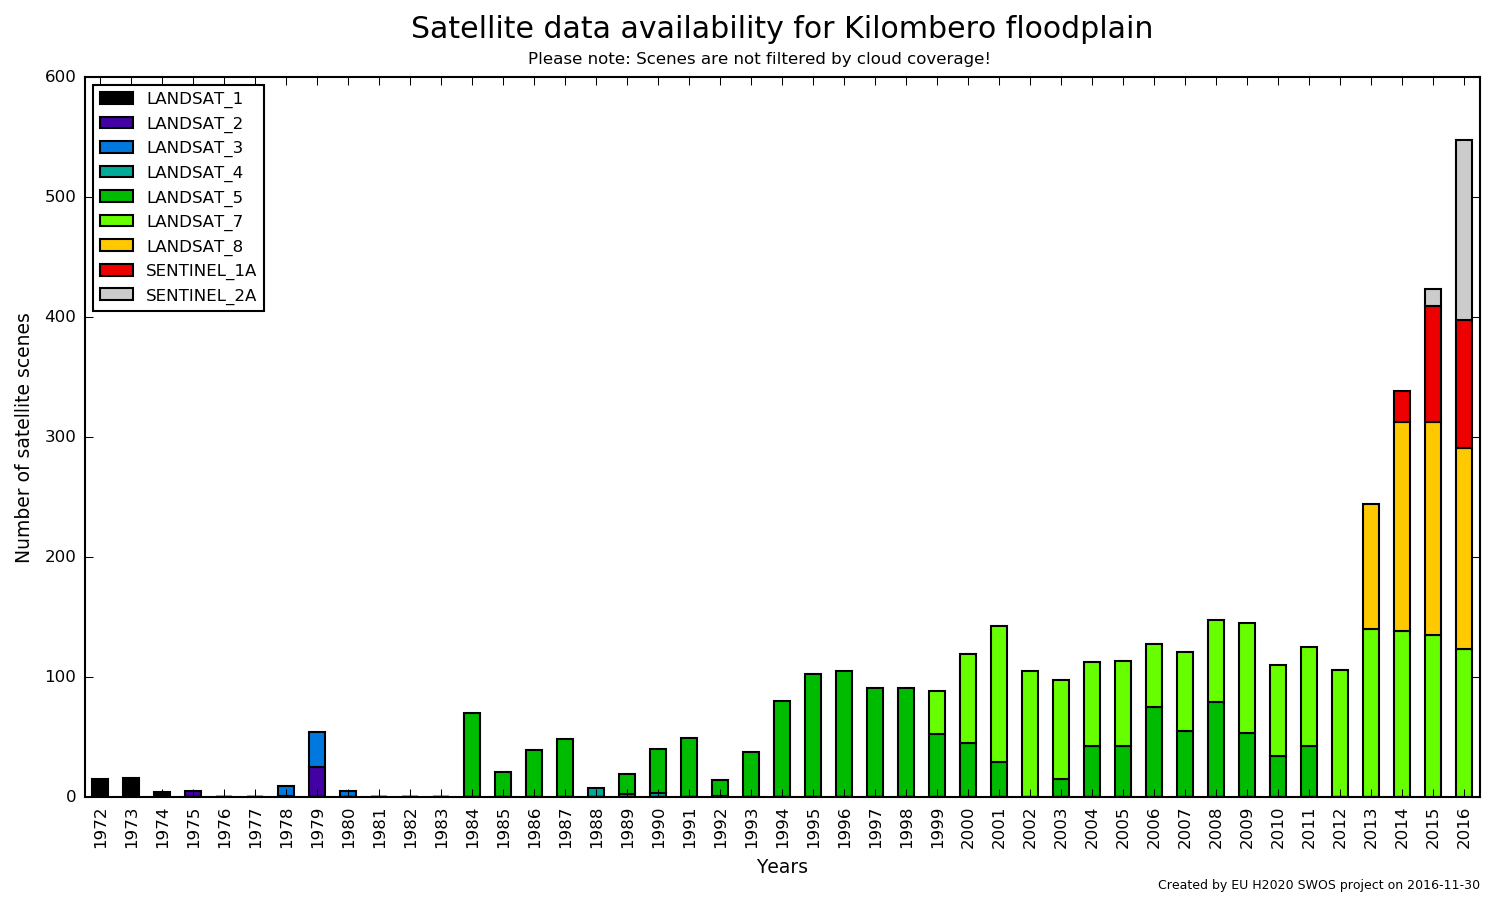 Satellite data availability for Kilombero floodplain
Please note: Scenes are not filtered by cloud coverage!
600
500
400
300
200
100
0
Number of satellite scenes
LANDSAT_1
LANDSAT_2
LANDSAT_3
LANDSAT_4
LANDSAT_5
LANDSAT_7
LANDSAT_8
SENTINEL_1A
SENTINEL_2A
1972 1973 1974 1975 1976 1977 1978 1979 1980 1981 1982 1983 1984 1985 1986 1987 1988 1989 1990 1991 1992 1993 1994 1995 1996 1997 1998 1999 2000 2001 2002 2003 2004 2005 2006 2007 2008 2009 2010 2011 2012 2013 2014 2015 2016
Years
Created by EU H2020 SWOS project on 2016-11-30